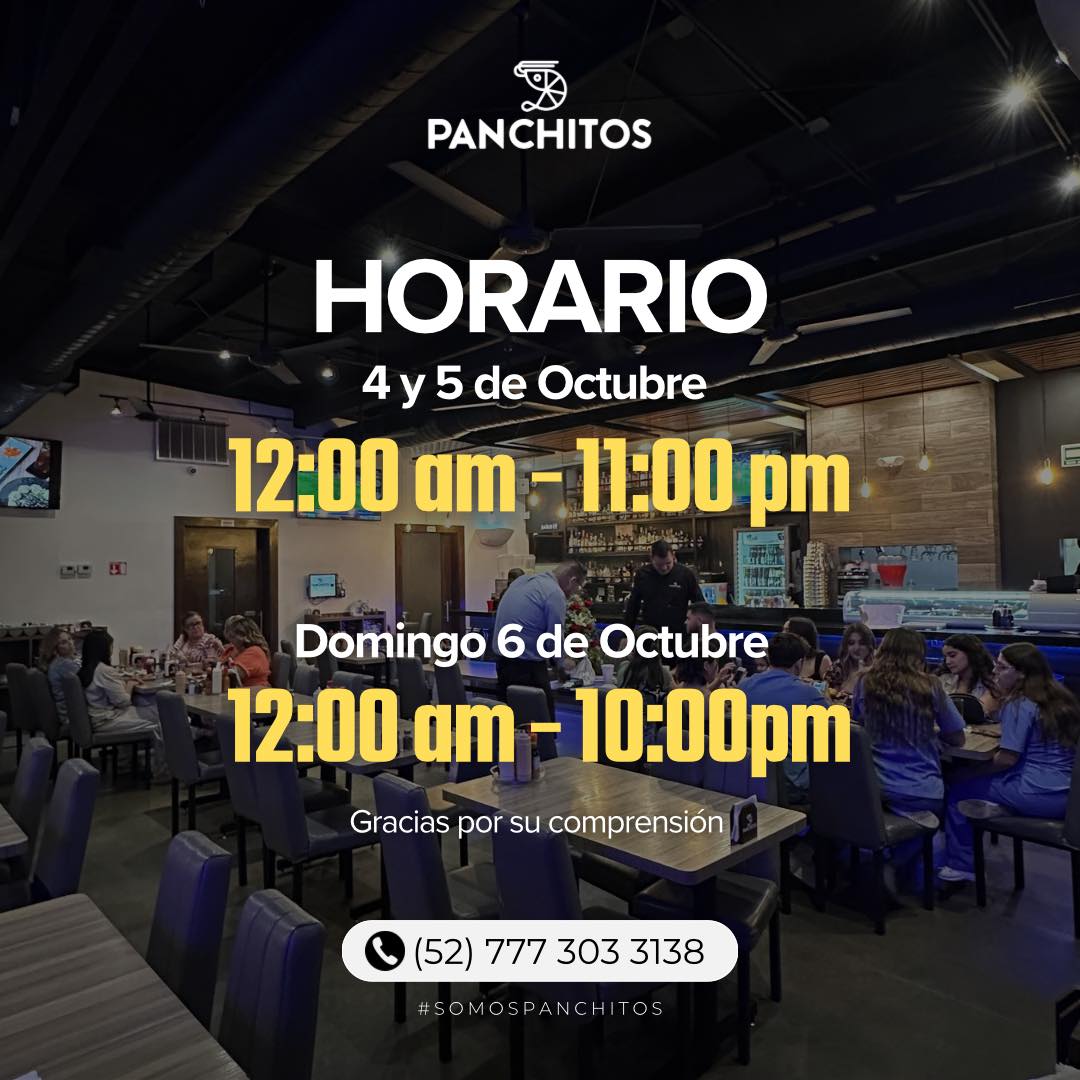 PANCHITOS
HORARIO
4 y 5 de Octubre
12:00 am - 11:00 pm
Domingo 6 de Octubre
12:00 am - 10:00pm
Gracias por su comprensión
(52) 777 303 3138
#SOMOSPANCHITOS